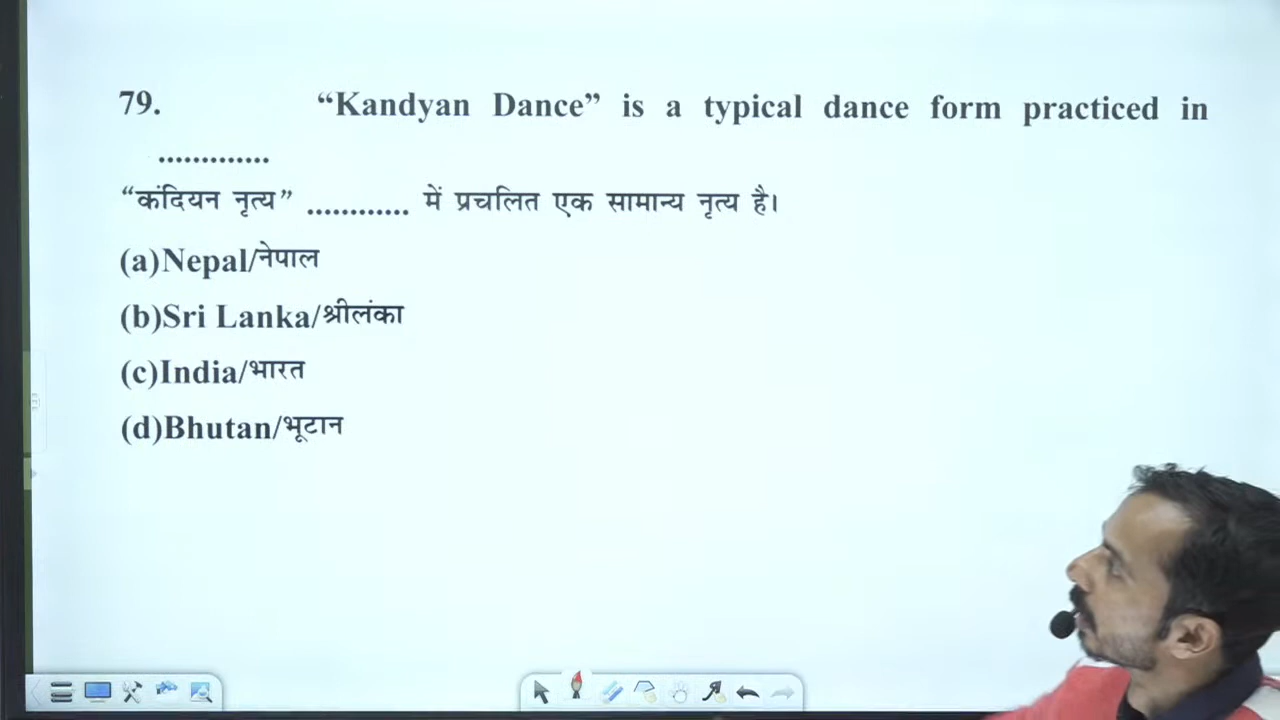 79. “Kandyan Dance” is a typical dance form practiced in
.............
“कंदियन नृत्य” ............ में प्रचलित एक सामान्य नृत्य है।
(a)Nepal/नेपाल
(b)Sri Lanka/श्रीलंका
(c)India/भारत
(d)Bhutan/भूटान